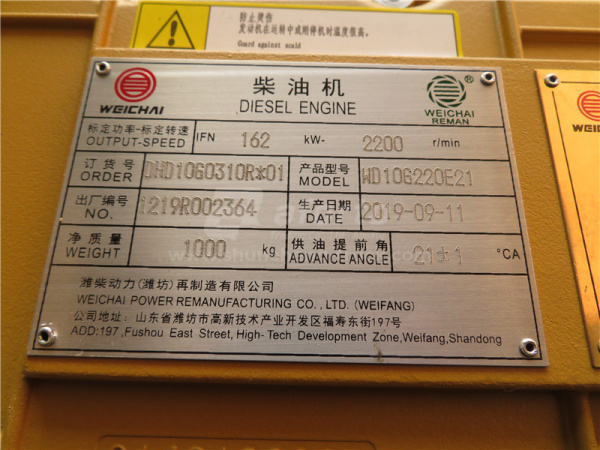 防止烫伤
发动机在运转中或刚停机时温度很高。
Guard against scald
WEICHAI
柴油机
DIESEL ENGINE
WEICHAI
REMAN
®
WEICHAI
标定功率-标定转速 IFN 162 kW- 2200 r/min
OUTPUT-SPEED
订货号 DHD10G0310R*01 产品型号 WD10G220E21
ORDER MODEL
出厂编号 1219R002364 生产日期 2019-09-11
NO. DATE
净质量 1000 kg 供油提前角 21±1 °CA
WEIGHT ADVANCE ANGLE
潍柴动力(潍坊)再制造有限公司
WEICHAI POWER REMANUFACTURING CO., LTD. (WEIFANG)
公司地址: 山东省潍坊市高新技术产业开发区福寿东街197号
ADD:197 ,Fushou East Street, High-Tech Development Zone,Weifang,Shandong